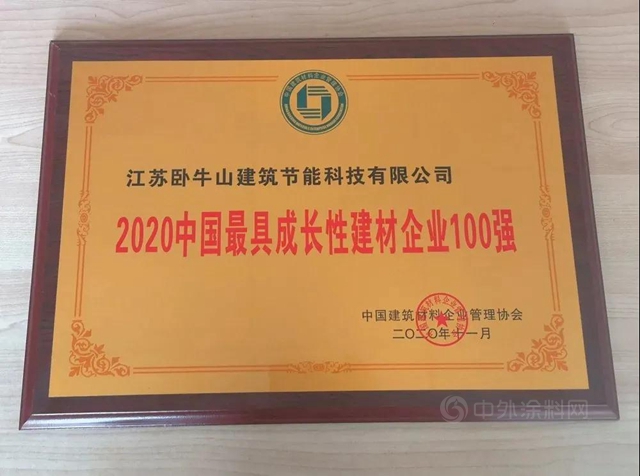 江苏卧牛山建筑节能科技有限公司
2020中国最具成长性建材企业100强
中国建筑材料企业管理协会
二〇二〇年十一月
中外涂料网